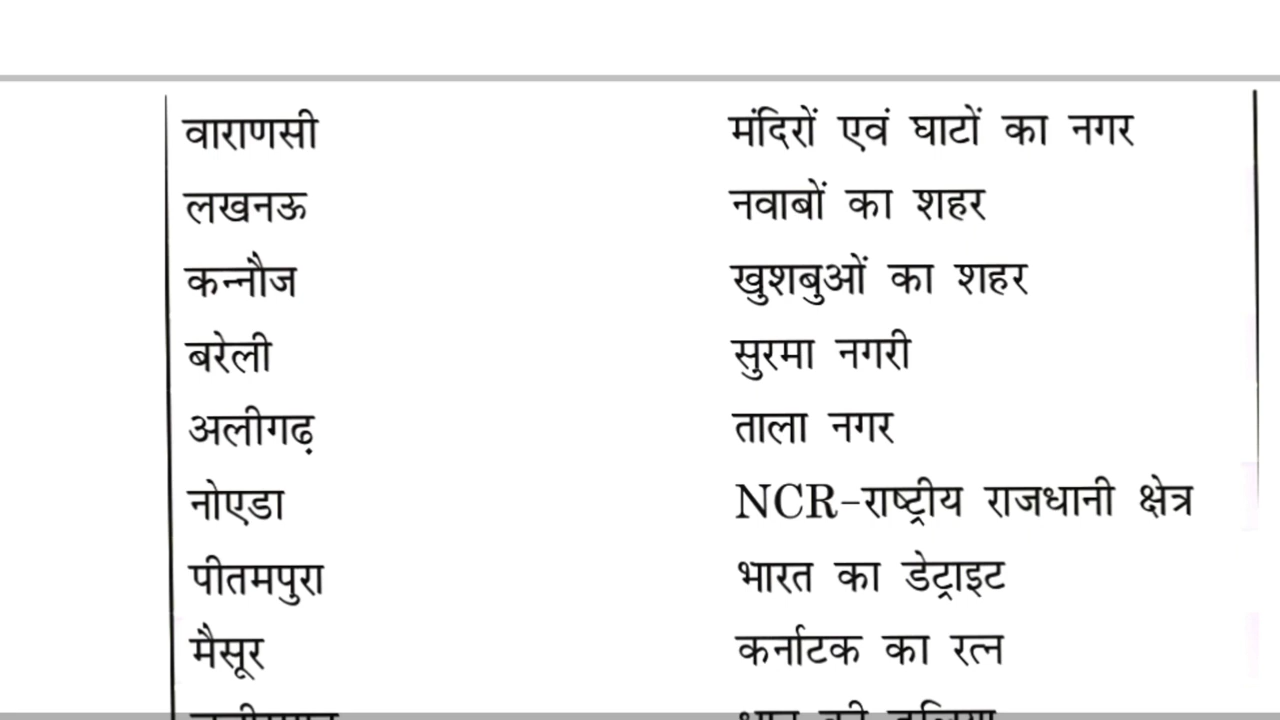 वाराणसी मंदिरों एवं घाटों का नगर
लखनऊ नवाबों का शहर
कन्नौज खुशबुओं का शहर
बरेली सुरमा नगरी
अलीगढ़ ताला नगर
नोएडा NCR-राष्ट्रीय राजधानी क्षेत्र
पीतमपुरा भारत का डेट्राइट
मैसूर कर्नाटक का रत्न